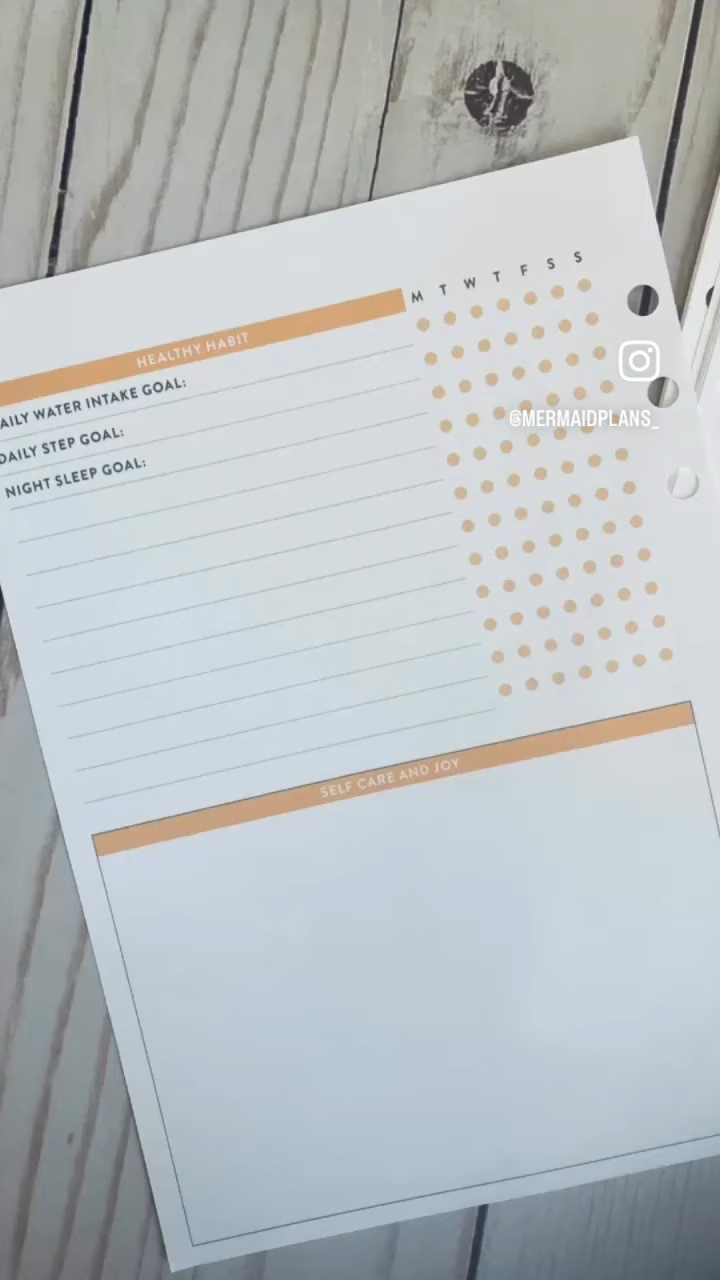 M T W T F S S
HEALTHY HABIT
AILY WATER INTAKE GOAL:
DAILY STEP GOAL:
NIGHT SLEEP GOAL:
@MERMAIDPLANS_
SELF CARE AND JOY